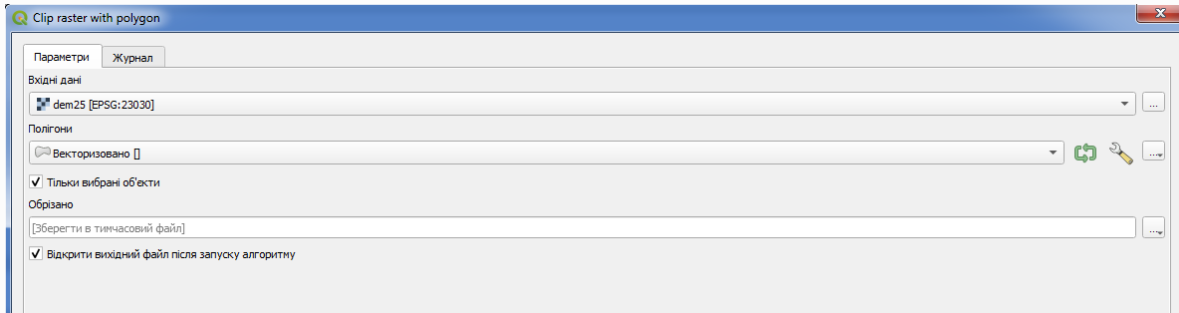 Clip raster with polygon
Параметри Журнал
Вхідні дані
dem25 [EPSG:23030]
...
Полігони
Векторизовано []
...
Тільки вибрані об'єкти
Обрізано
[Зберегти в тимчасовий файл]
...
Відкрити вихідний файл після запуску алгоритму